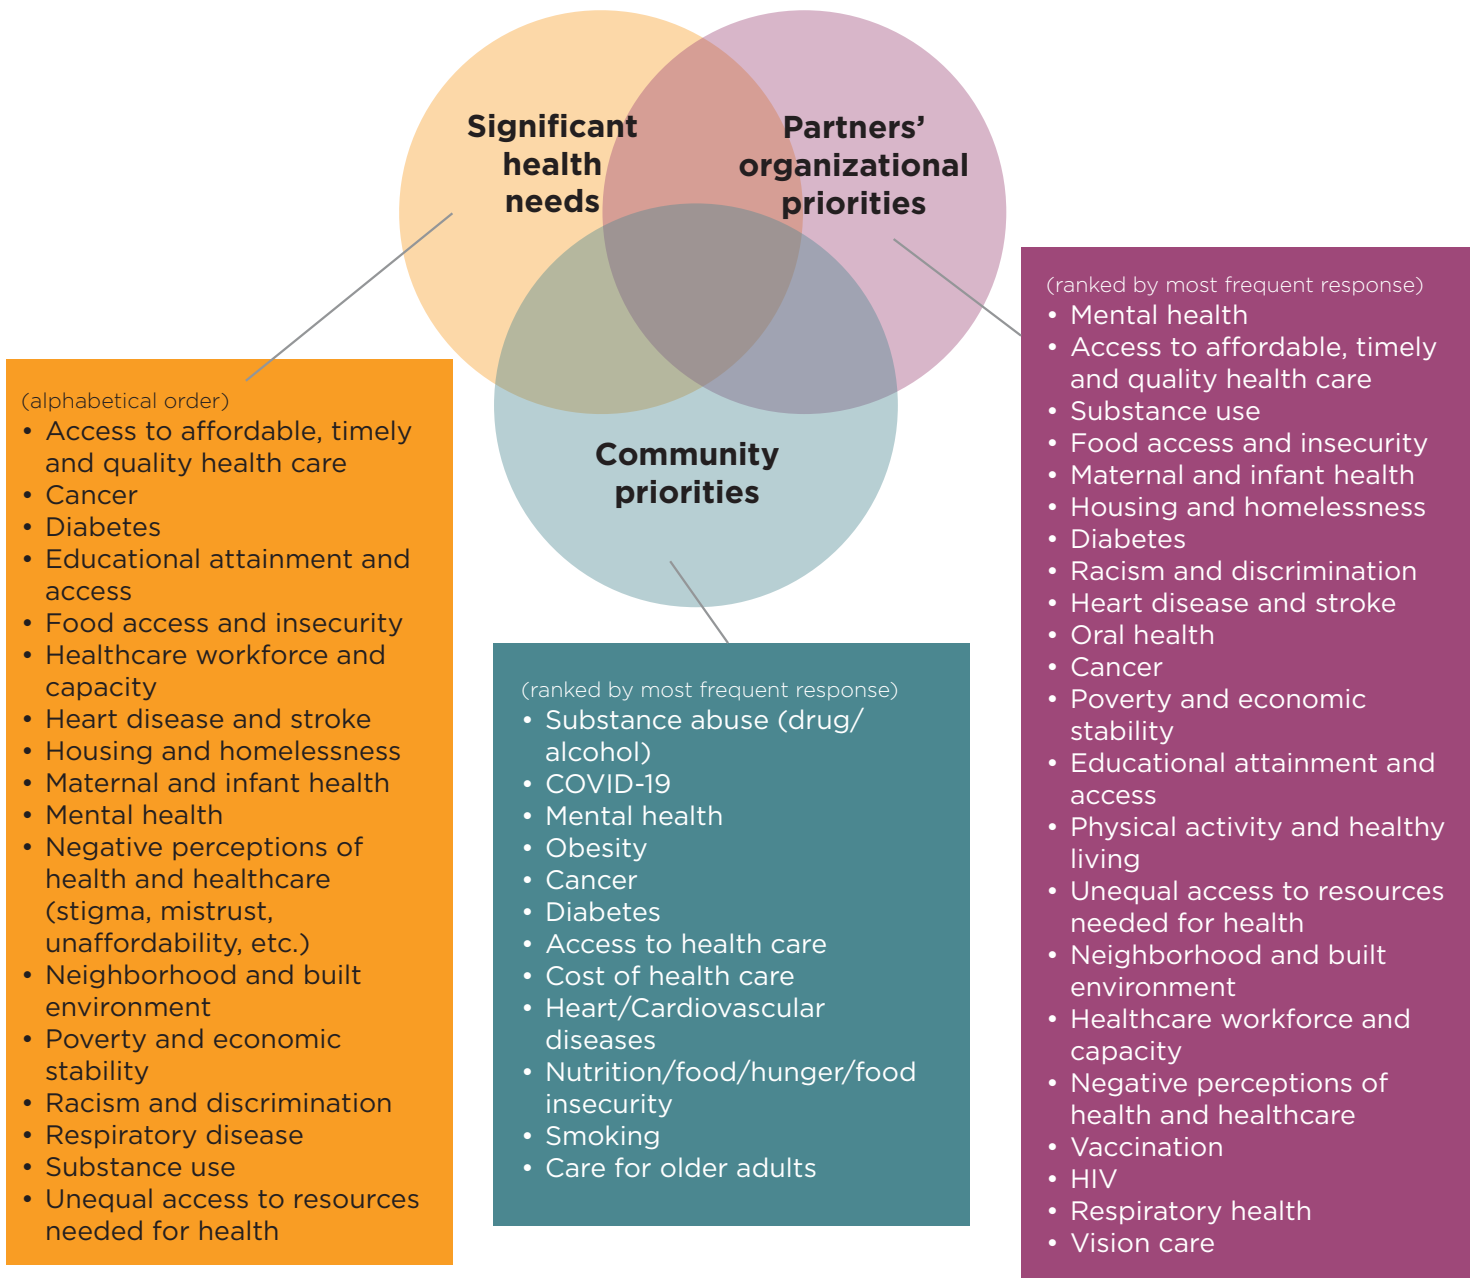 Significant
health
needs
Partners’
organizational
priorities
Community
priorities
(alphabetical order)
• Access to affordable, timely
and quality health care
• Cancer
• Diabetes
• Educational attainment and
access
• Food access and insecurity
• Healthcare workforce and
capacity
• Heart disease and stroke
• Housing and homelessness
• Maternal and infant health
• Mental health
• Negative perceptions of
health and healthcare
(stigma, mistrust,
unaffordability, etc.)
• Neighborhood and built
environment
• Poverty and economic
stability
• Racism and discrimination
• Respiratory disease
• Substance use
• Unequal access to resources
needed for health
(ranked by most frequent response)
• Substance abuse (drug/
alcohol)
• COVID-19
• Mental health
• Obesity
• Cancer
• Diabetes
• Access to health care
• Cost of health care
• Heart/Cardiovascular
diseases
• Nutrition/food/hunger/food
insecurity
• Smoking
• Care for older adults
(ranked by most frequent response)
• Mental health
• Access to affordable, timely
and quality health care
• Substance use
• Food access and insecurity
• Maternal and infant health
• Housing and homelessness
• Diabetes
• Racism and discrimination
• Heart disease and stroke
• Oral health
• Cancer
• Poverty and economic
stability
• Educational attainment and
access
• Physical activity and healthy
living
• Unequal access to resources
needed for health
• Neighborhood and built
environment
• Healthcare workforce and
capacity
• Negative perceptions of
health and healthcare
• Vaccination
• HIV
• Respiratory health
• Vision care